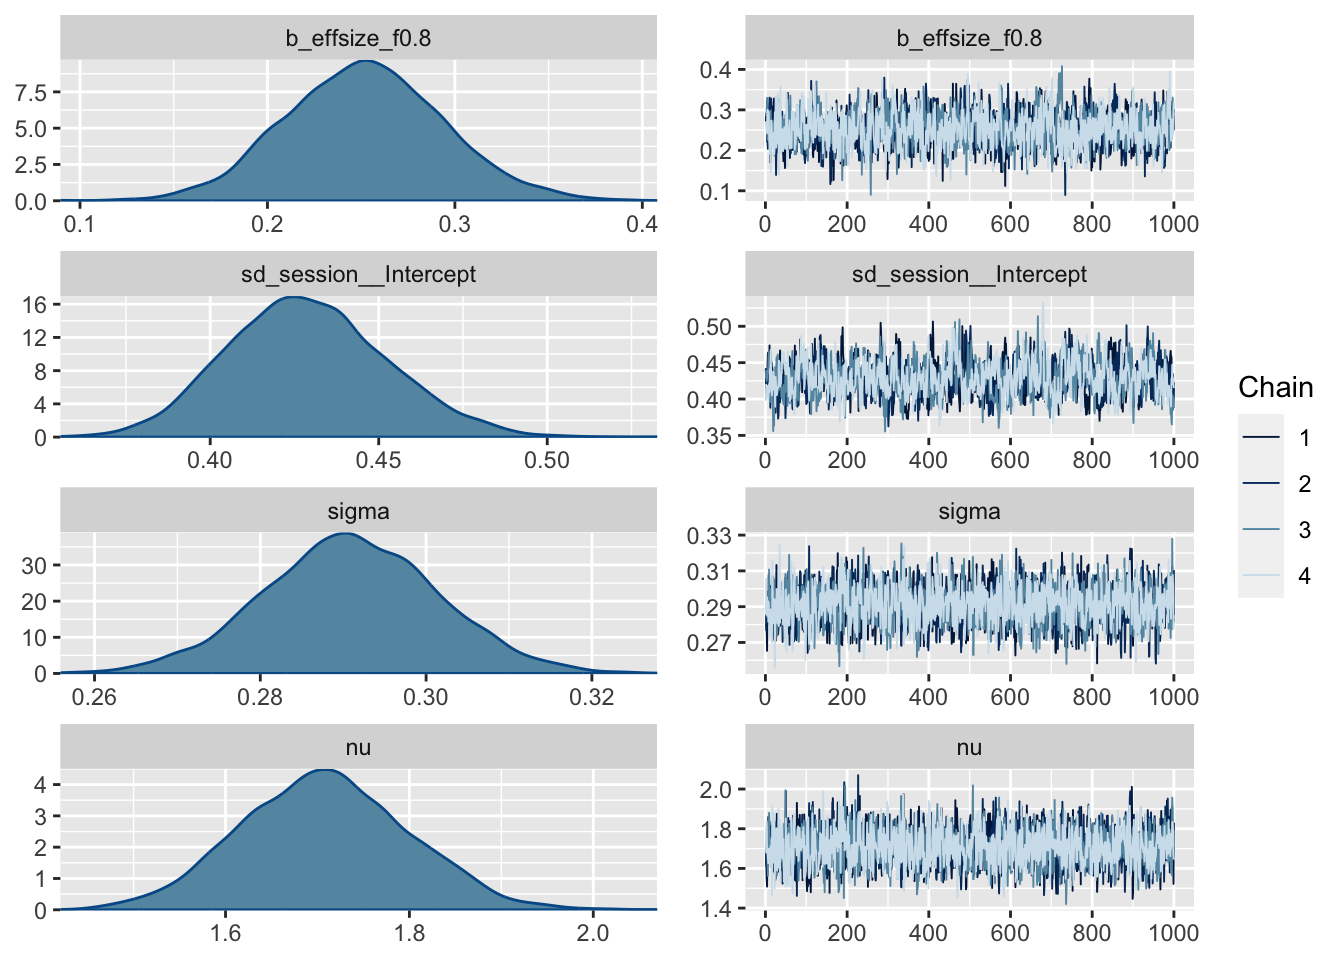 b_effsize_f0.8
7.5
5.0
2.5
0.0
0.1 0.2 0.3 0.4
b_effsize_f0.8
0.4
0.3
0.2
0.1
0 200 400 600 800 1000
sd_session__Intercept
16
12
8
4
0
0.40 0.45 0.50
sd_session__Intercept
0.50
0.45
0.40
0.35
0 200 400 600 800 1000
sigma
30
20
10
0
0.26 0.28 0.30 0.32
sigma
0.33
0.31
0.29
0.27
0 200 400 600 800 1000
nu
4
3
2
1
0
1.6 1.8 2.0
nu
2.0
1.8
1.6
1.4
0 200 400 600 800 1000
Chain
1
2
3
4